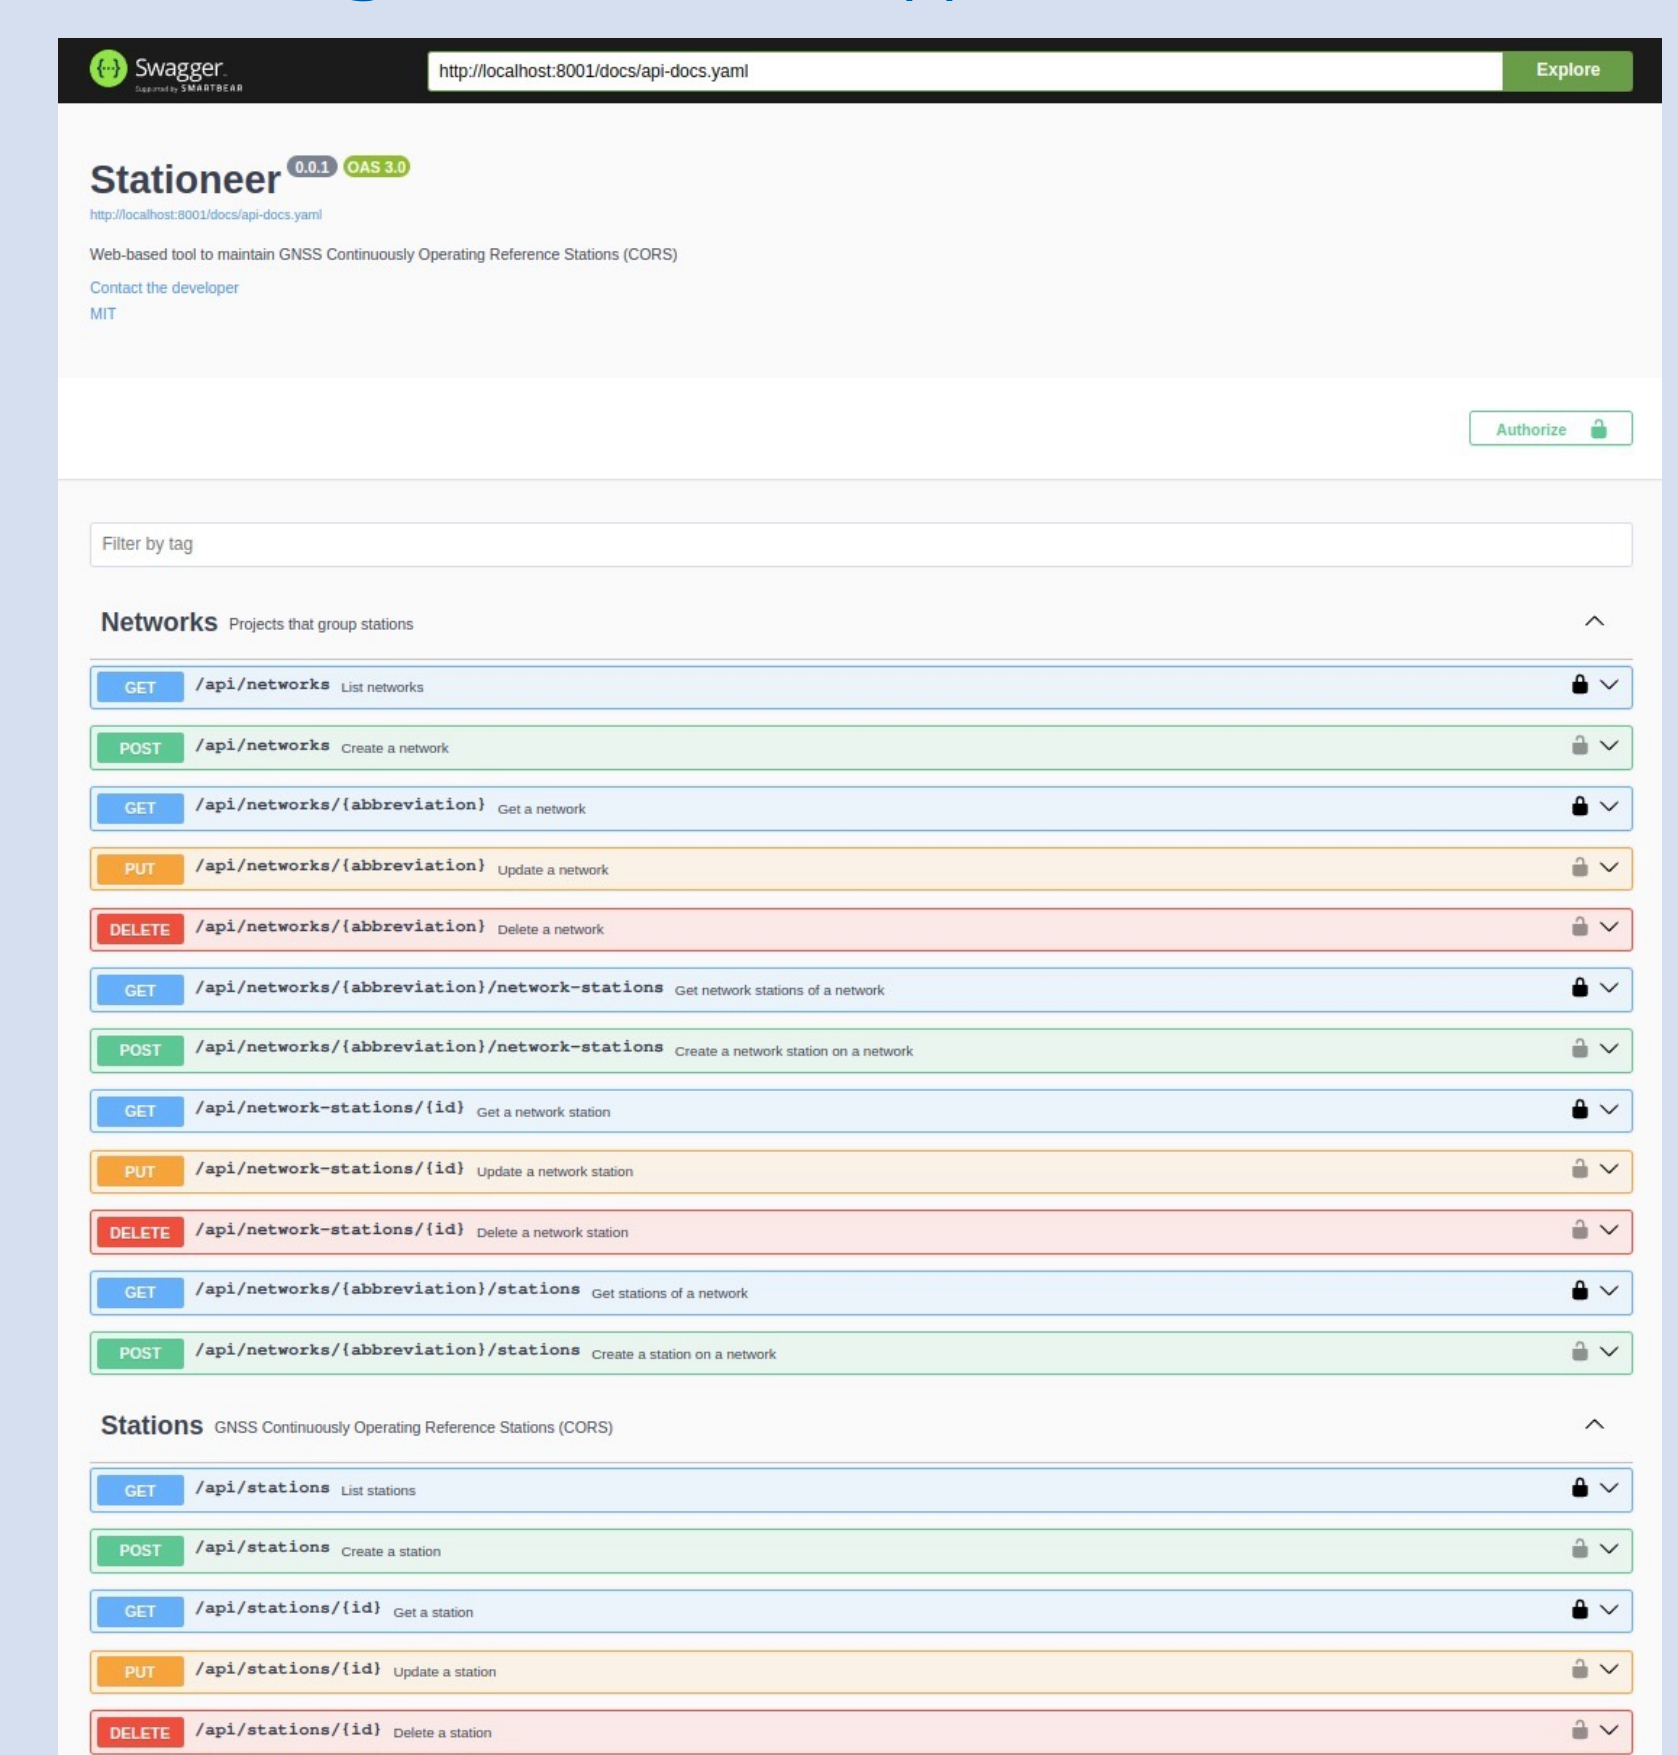 Swagger.
Supported by SMARTBEAR
http://localhost:8001/docs/api-docs.yaml
Explore
Stationeer 0.0.1 OAS 3.0
http://localhost:8001/docs/api-docs.yaml
Web-based tool to maintain GNSS Continuously Operating Reference Stations (CORS)
Contact the developer
MIT
Authorize
Filter by tag
Networks Projects that group stations
GET /api/networks List networks
POST /api/networks Create a network
GET /api/networks/{abbreviation} Get a network
PUT /api/networks/{abbreviation} Update a network
DELETE /api/networks/{abbreviation} Delete a network
GET /api/networks/{abbreviation}/network-stations Get network stations of a network
POST /api/networks/{abbreviation}/network-stations Create a network station on a network
GET /api/network-stations/{id} Get a network station
PUT /api/network-stations/{id} Update a network station
DELETE /api/network-stations/{id} Delete a network station
GET /api/networks/{abbreviation}/stations Get stations of a network
POST /api/networks/{abbreviation}/stations Create a station on a network
Stations GNSS Continuously Operating Reference Stations (CORS)
GET /api/stations List stations
POST /api/stations Create a station
GET /api/stations/{id} Get a station
PUT /api/stations/{id} Update a station
DELETE /api/stations/{id} Delete a station